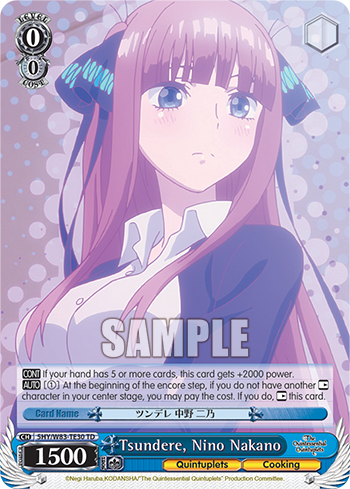 LEVEL
0
0
COST
SAMPLE
CONT If your hand has 5 or more cards, this card gets +2000 power.
AUTO [(1)] At the beginning of the encore step, if you do not have another
character in your center stage, you may pay the cost. If you do, this card.
Card Name
ツンデレ 中野 二乃
CH 5HY/W83-TE30 TD
Tsundere, Nino Nakano
The Quintessential Quintuplets
POWER
1500
Quintuplets
Cooking
©Negi Haruba,KODANSHA/"The Quintessential Quintuplets" Production Committee.